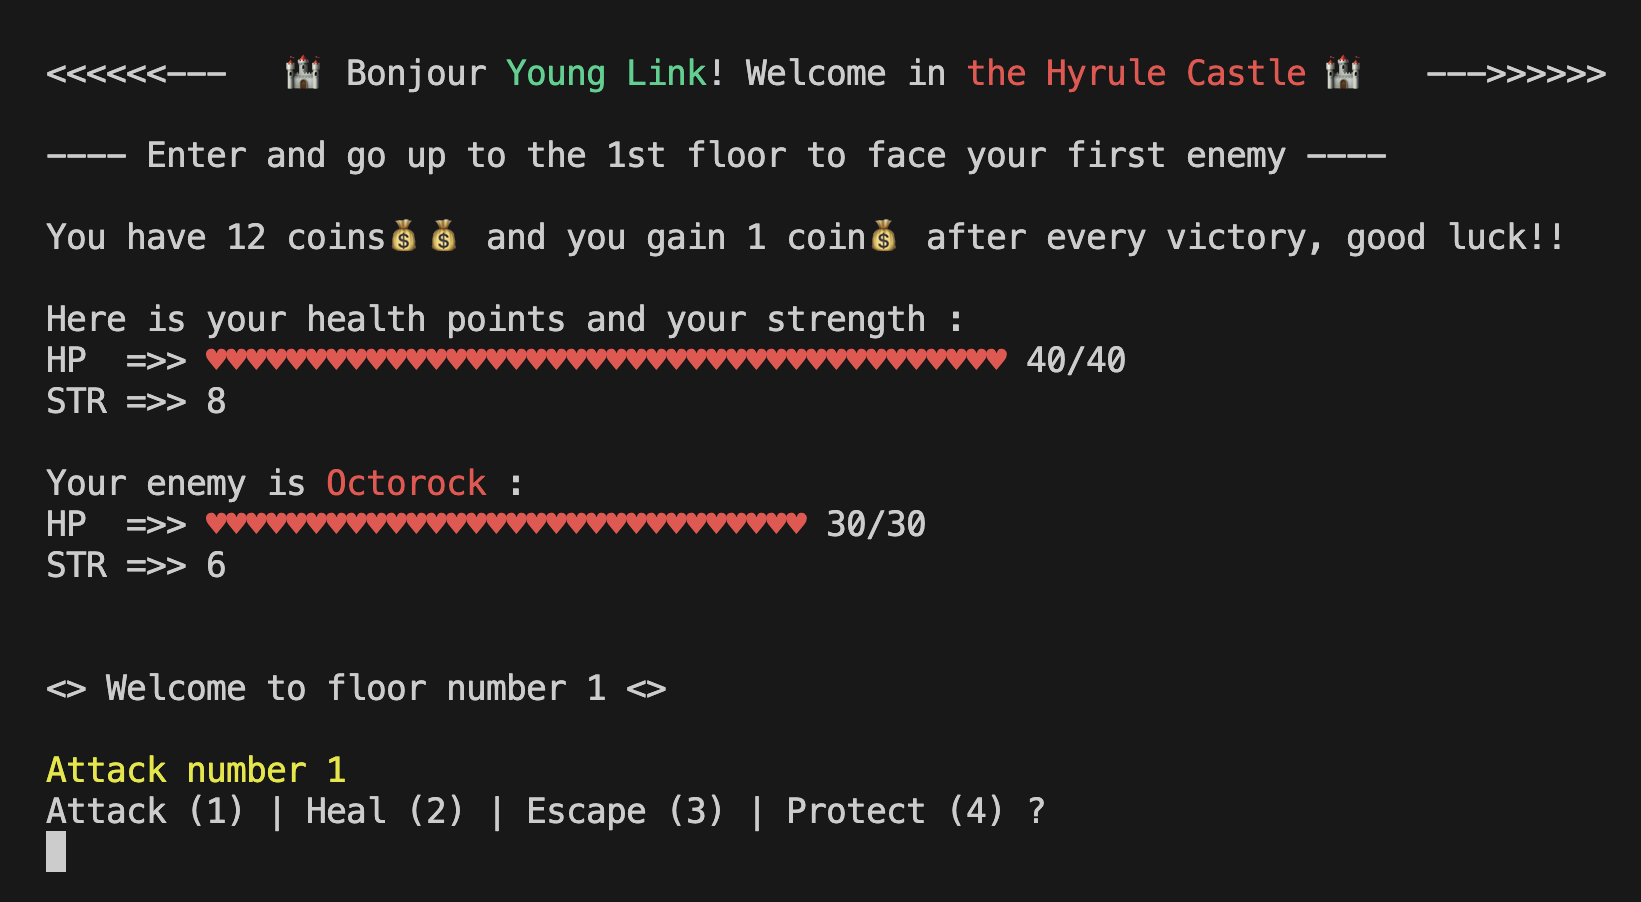 <<<<<<--- 🏰 Bonjour Young Link! Welcome in the Hyrule Castle 🏰 --->>>>>>
---- Enter and go up to the 1st floor to face your first enemy ----
You have 12 coins💰💰 and you gain 1 coin💰 after every victory, good luck!!
Here is your health points and your strength :
HP =>> ♥♥♥♥♥♥♥♥♥♥♥♥♥♥♥♥♥♥♥♥♥♥♥♥♥♥♥♥♥♥♥♥♥♥♥♥♥♥♥♥ 40/40
STR =>> 8
Your enemy is Octorock :
HP =>> ♥♥♥♥♥♥♥♥♥♥♥♥♥♥♥♥♥♥♥♥♥♥♥♥♥♥♥♥♥♥ 30/30
STR =>> 6
<> Welcome to floor number 1 <>
Attack number 1
Attack (1) | Heal (2) | Escape (3) | Protect (4) ?